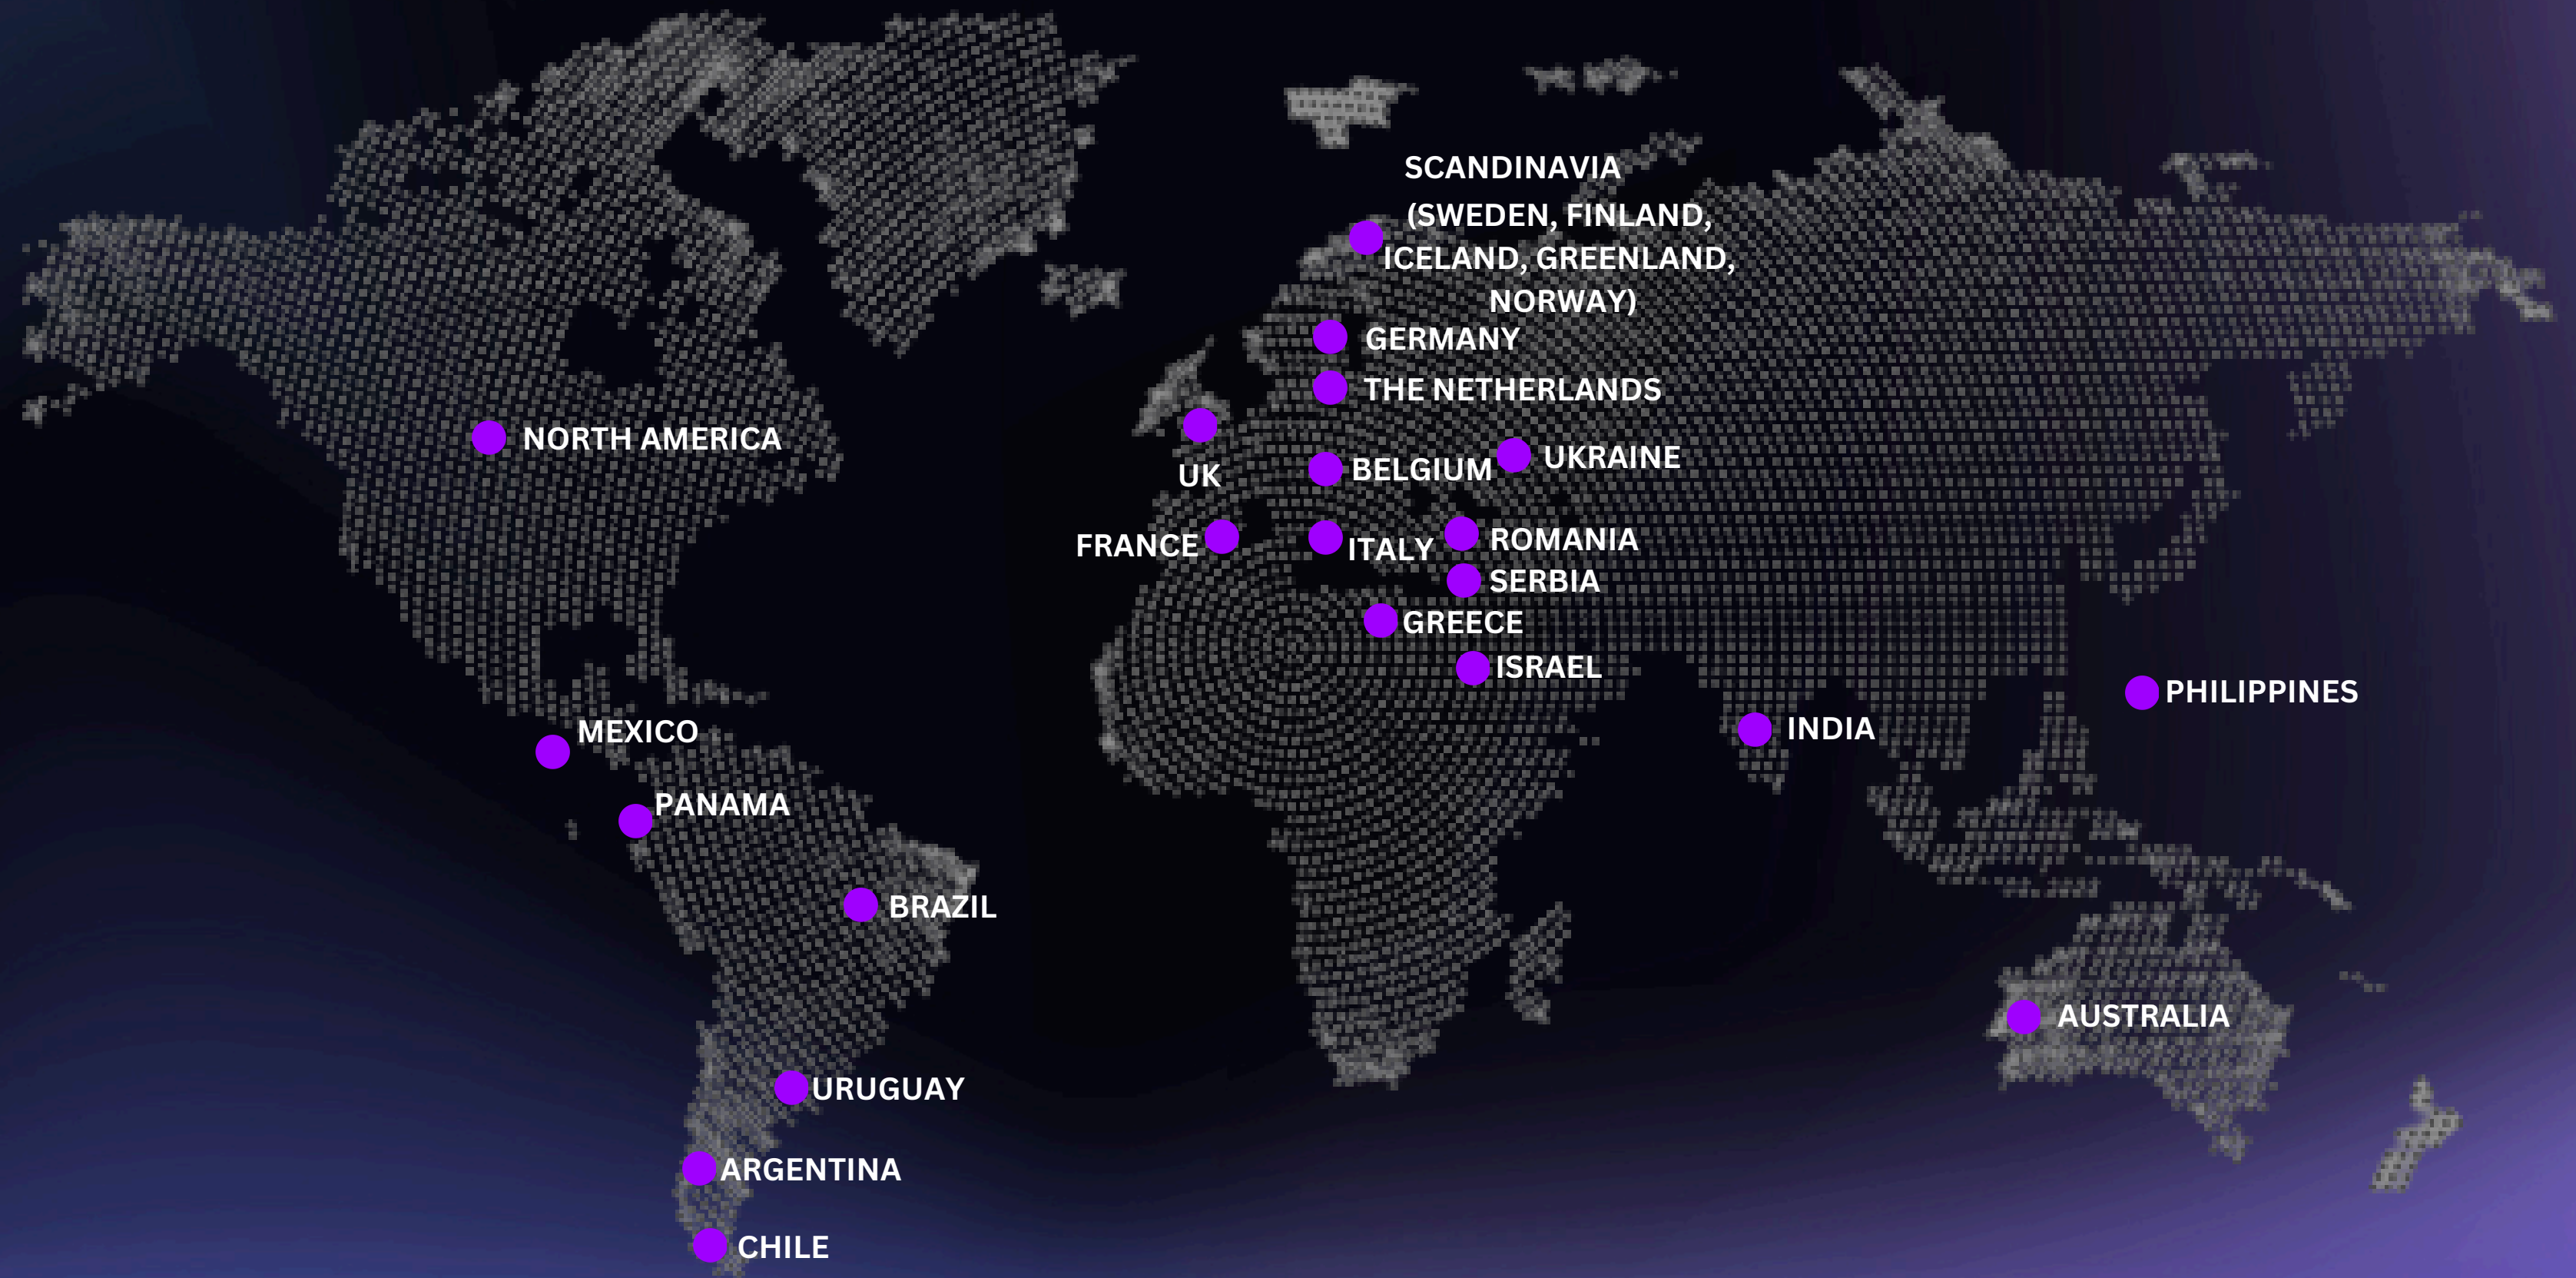 SCANDINAVIA
(SWEDEN, FINLAND,
ICELAND, GREENLAND,
NORWAY)
GERMANY
THE NETHERLANDS
NORTH AMERICA
UK
BELGIUM
UKRAINE
FRANCE
ITALY
ROMANIA
SERBIA
GREECE
ISRAEL
PHILIPPINES
MEXICO
INDIA
PANAMA
BRAZIL
AUSTRALIA
URUGUAY
ARGENTINA
CHILE